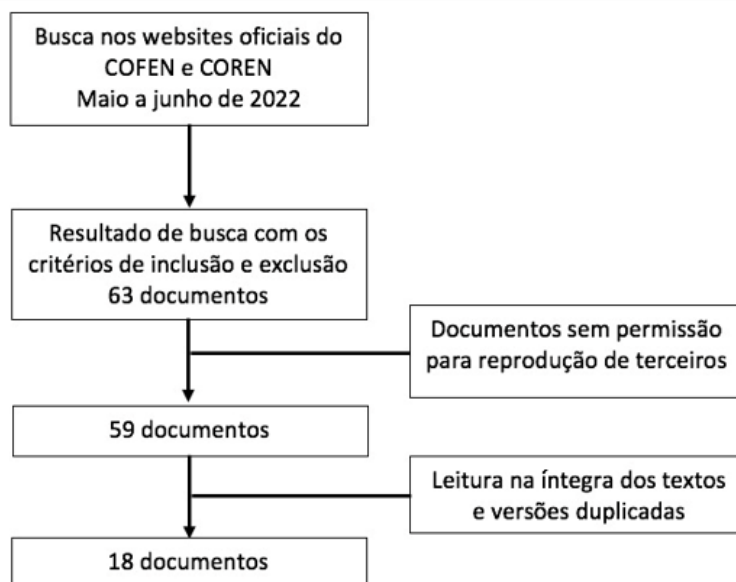 Busca nos websites oficiais do
COFEN e COREN
Maio a junho de 2022
Resultado de busca com os
critérios de inclusão e exclusão
63 documentos
Documentos sem permissão
para reprodução de terceiros
59 documentos
Leitura na íntegra dos textos
e versões duplicadas
18 documentos